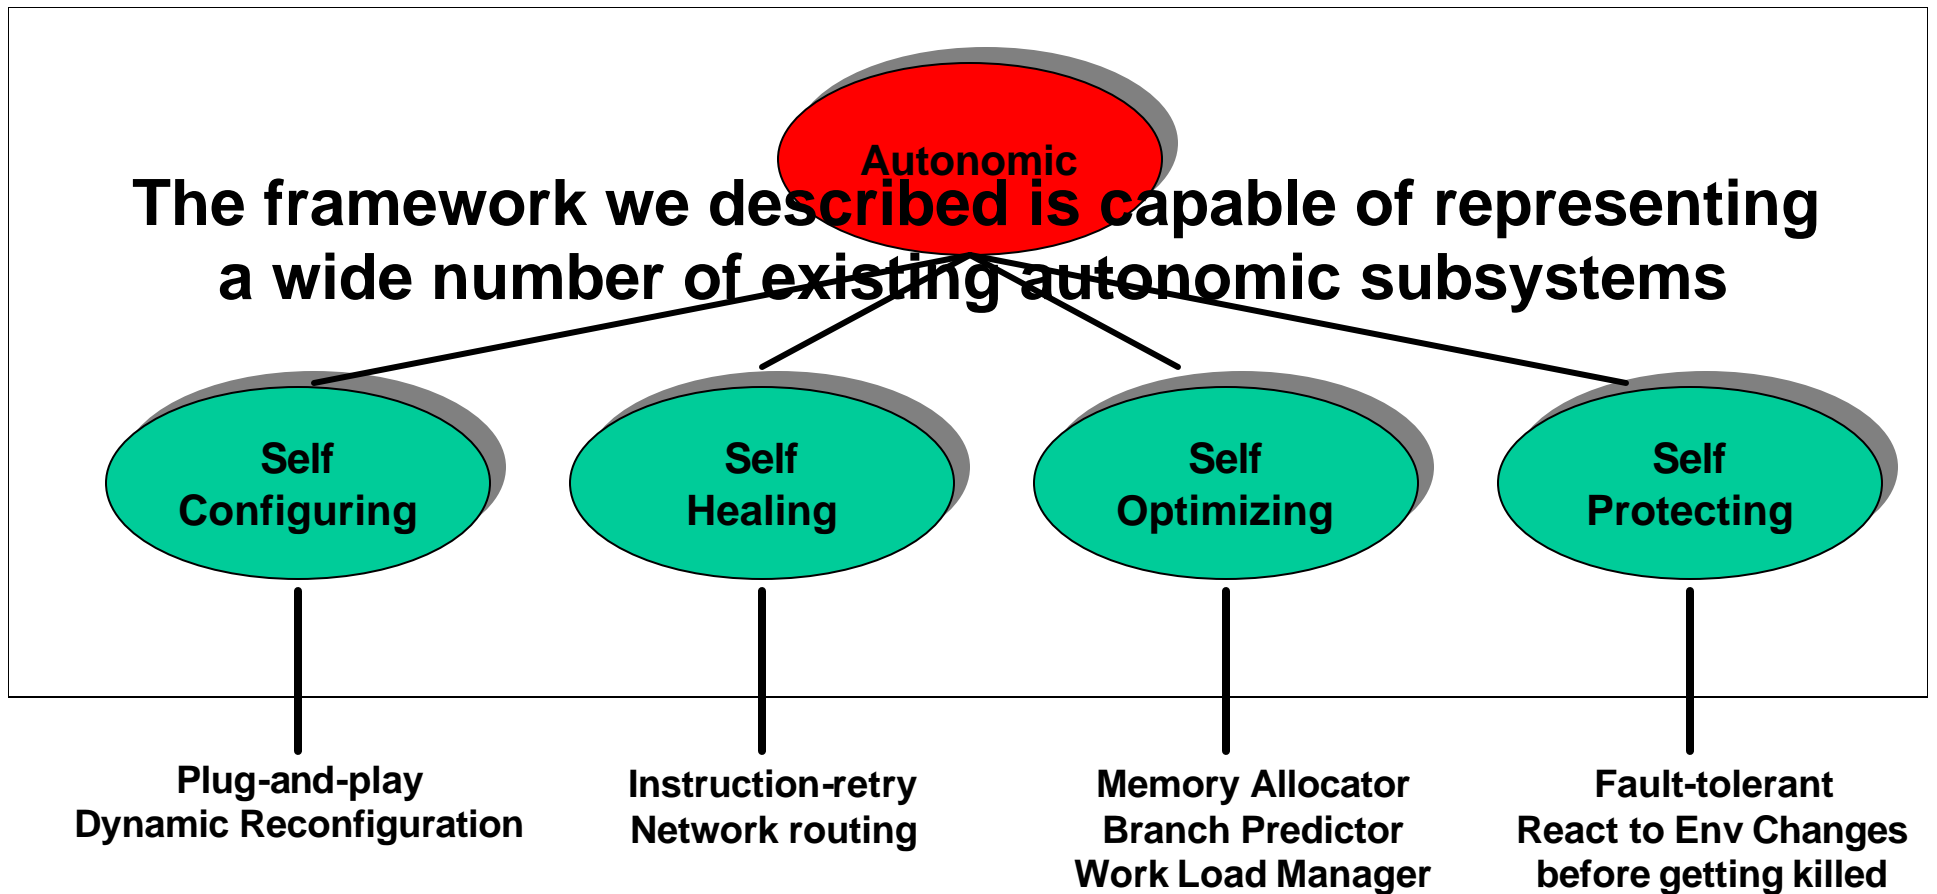 Autonomic
The framework we described is capable of representing
a wide number of existing autonomic subsystems
Self
Configuring
Self
Healing
Self
Optimizing
Self
Protecting
Plug-and-play
Dynamic Reconfiguration
Instruction-retry
Network routing
Memory Allocator
Branch Predictor
Work Load Manager
Fault-tolerant
React to Env Changes
before getting killed